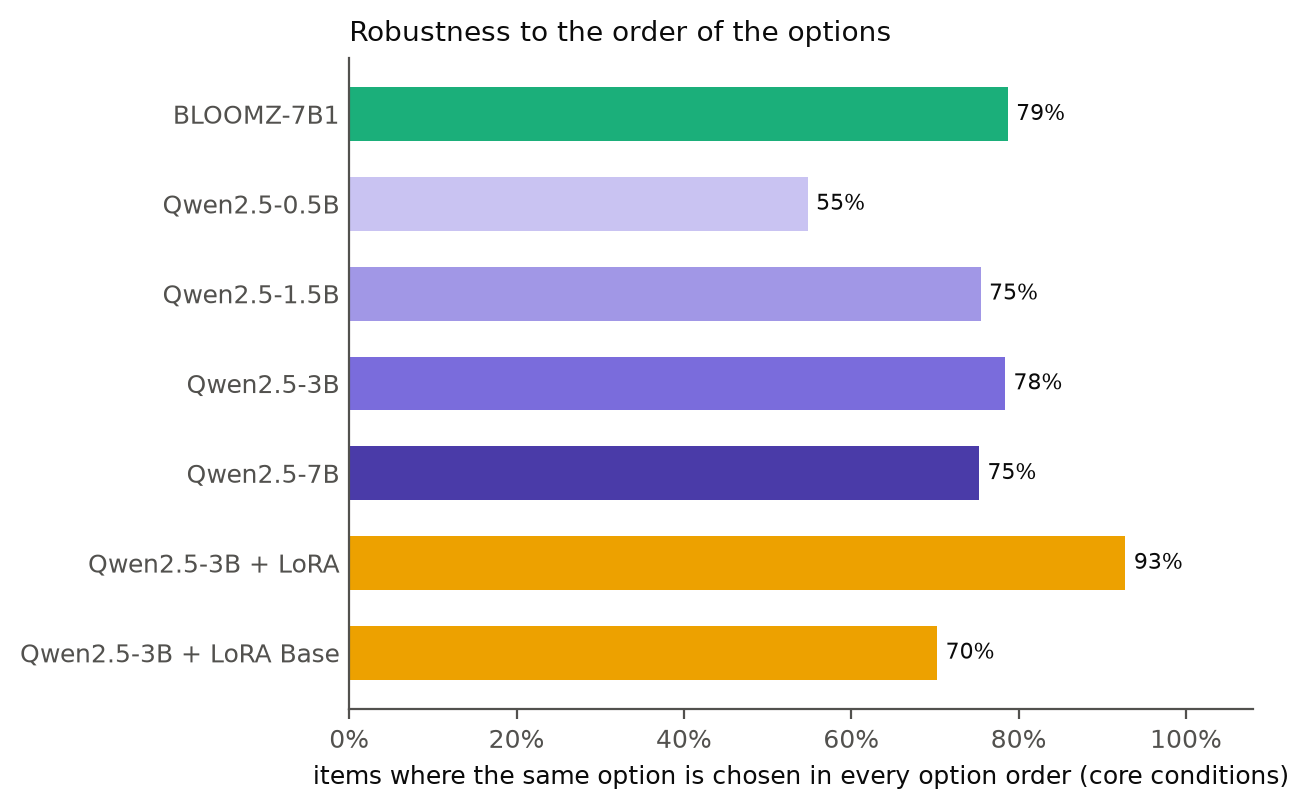 Robustness to the order of the options
BLOOMZ-7B1
79%
Qwen2.5-0.5B
55%
Qwen2.5-1.5B
75%
Qwen2.5-3B
78%
Qwen2.5-7B
75%
Qwen2.5-3B + LoRA
93%
Qwen2.5-3B + LoRA Base
70%
0% 20% 40% 60% 80% 100%
items where the same option is chosen in every option order (core conditions)